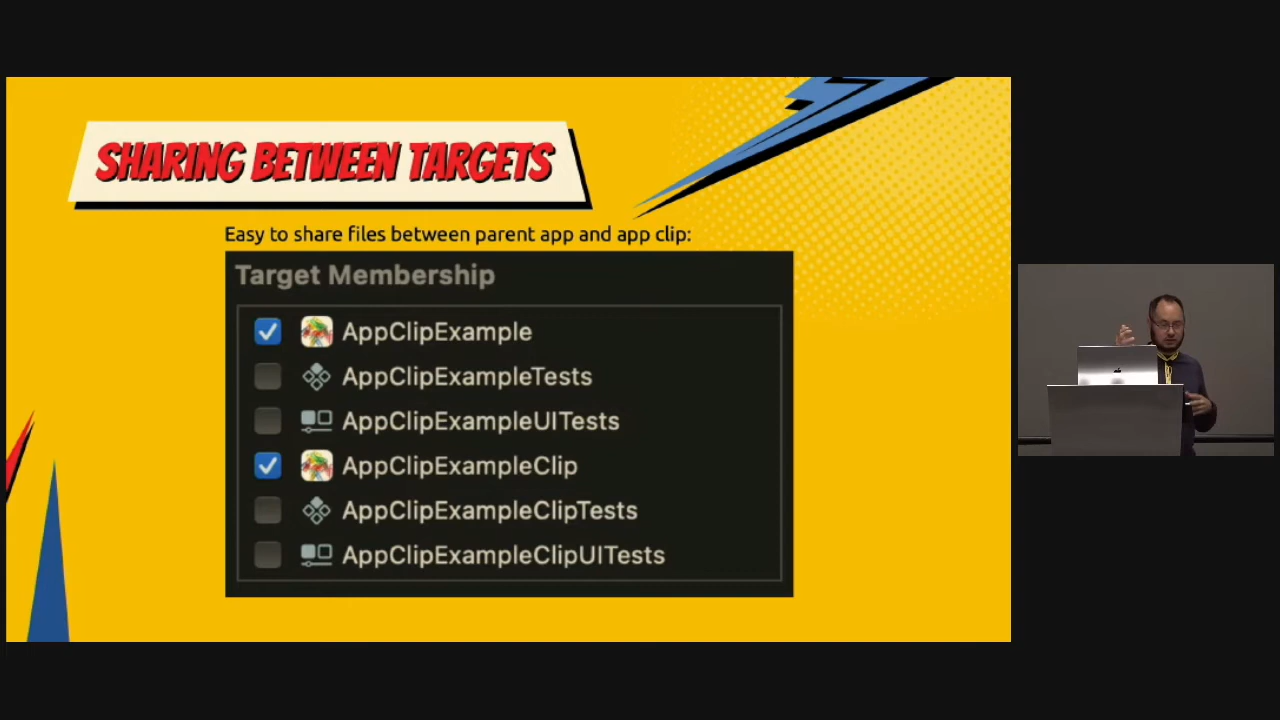 SHARING BETWEEN TARGETS
Easy to share files between parent app and app clip:
Target Membership
AppClipExample
AppClipExampleTests
AppClipExampleUITests
AppClipExampleClip
AppClipExampleClipTests
AppClipExampleClipUITests